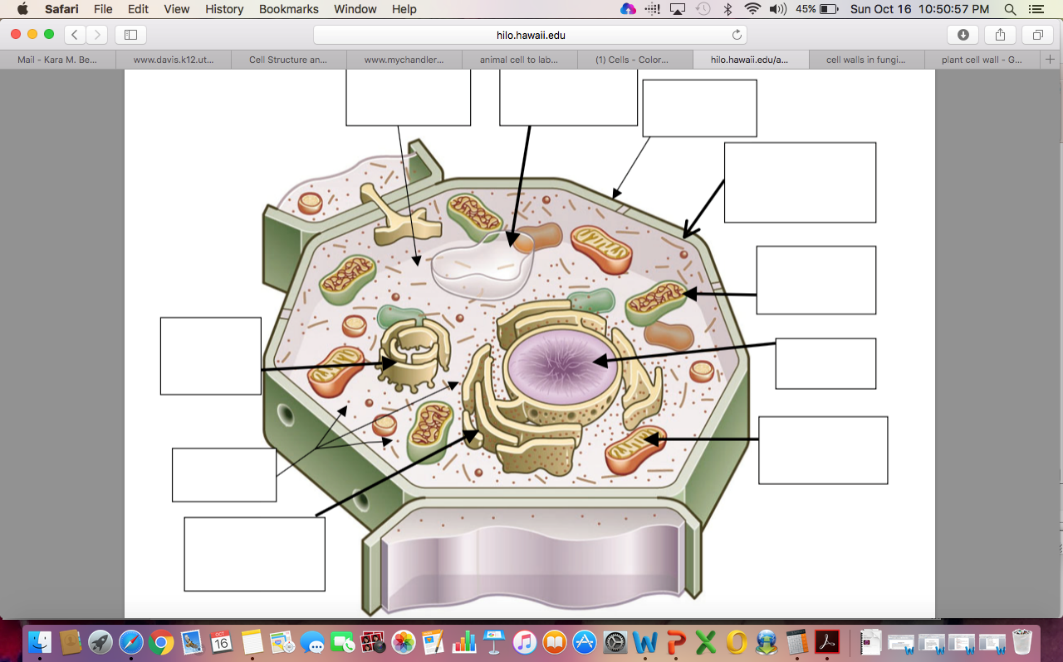 Safari File Edit View History Bookmarks Window Help 45% Sun Oct 16 10:50:57 PM
hilo.hawaii.edu
Mail - Kara M. Be... www.davis.k12.ut... Cell Structure an... www.mychandler... animal cell to lab... (1) Cells - Color... hilo.hawaii.edu/a... cell walls in fungi... plant cell wall - G...
OCT
16